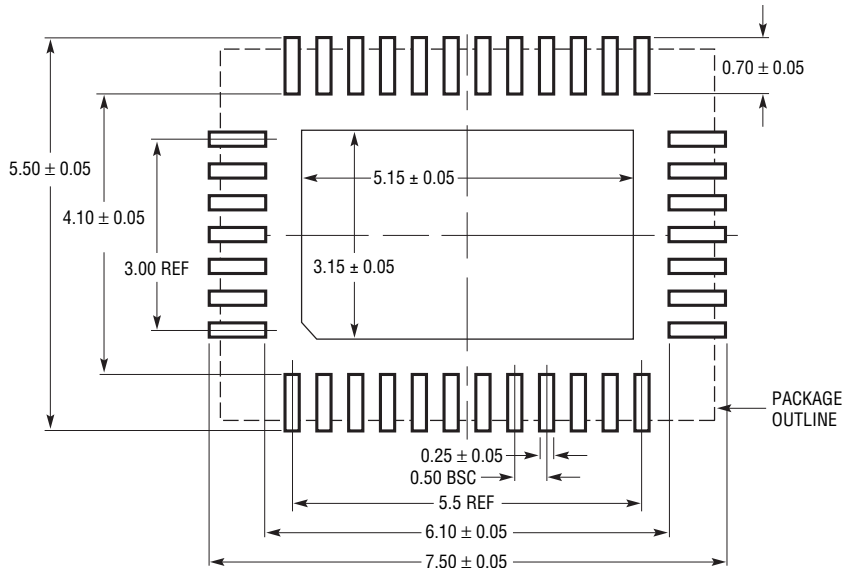 0.70 ± 0.05
5.50 ± 0.05
5.15 ± 0.05
4.10 ± 0.05
3.00 REF
3.15 ± 0.05
PACKAGE
OUTLINE
0.25 ± 0.05
0.50 BSC
5.5 REF
6.10 ± 0.05
7.50 ± 0.05